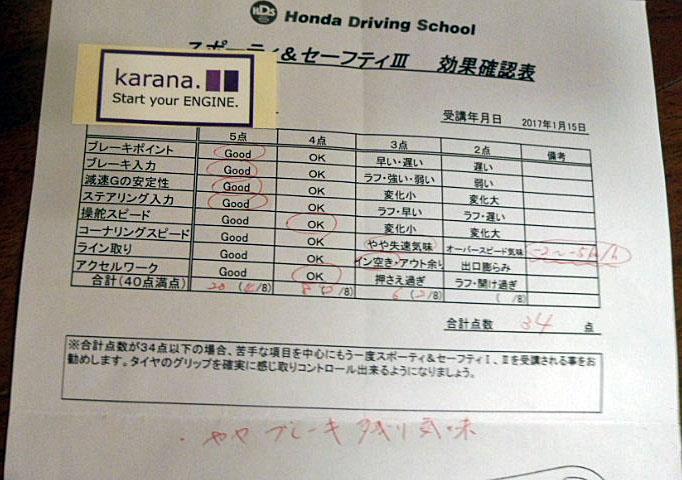 HDS Honda Driving School
スポーティ&セーフティⅢ 効果確認表
karana.
Start your ENGINE.
受講年月日 2017年1月15日
5点 4点 3点 2点 備考
ブレーキポイント Good OK 早い・遅い 遅い
ブレーキ入力 Good OK ラフ・強い・弱い 弱い
減速Gの安定性 Good OK 変化小 変化大
ステアリング入力 Good OK ラフ・早い ラフ・遅い
操舵スピード Good OK 変化小 変化大
コーナリングスピード Good OK やや失速気味 オーバースピード気味 -2～-5k/h
ライン取り Good OK イン空き・アウト余り 出口膨らみ
アクセルワーク Good OK 押さえ過ぎ ラフ・開け過ぎ
合計(40点満点) 20 (4/8) 8 (2/8) 6 (2/8) ( /8)
合計点数 34 点
※合計点数が34点以下の場合、苦手な項目を中心にもう一度スポーティ&セーフティⅠ、Ⅱを受講される事をお
勧めします。タイヤのグリップを確実に感じ取りコントロール出来るようになりましょう。
・ややブレーキ残り気味